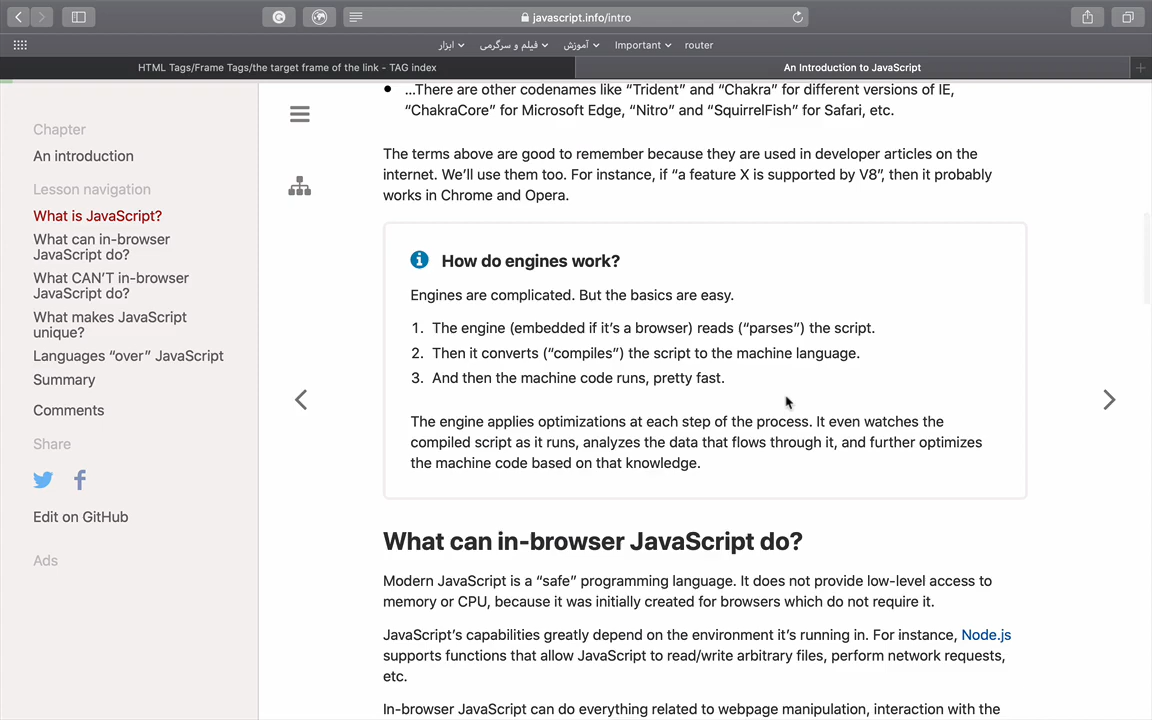 javascript.info/intro
ابزار
فیلم و سرگرمی
آموزش
Important
router
HTML Tags/Frame Tags/the target frame of the link - TAG index
An Introduction to JavaScript
Chapter
An introduction
Lesson navigation
What is JavaScript?
What can in-browser
JavaScript do?
What CAN'T in-browser
JavaScript do?
What makes JavaScript
unique?
Languages “over” JavaScript
Summary
Comments
Share
Edit on GitHub
Ads
• …There are other codenames like “Trident” and “Chakra” for different versions of IE,
“ChakraCore” for Microsoft Edge, “Nitro” and “SquirrelFish” for Safari, etc.
The terms above are good to remember because they are used in developer articles on the
internet. We’ll use them too. For instance, if “a feature X is supported by V8”, then it probably
works in Chrome and Opera.
How do engines work?
Engines are complicated. But the basics are easy.
1. The engine (embedded if it’s a browser) reads (“parses”) the script.
2. Then it converts (“compiles”) the script to the machine language.
3. And then the machine code runs, pretty fast.
The engine applies optimizations at each step of the process. It even watches the
compiled script as it runs, analyzes the data that flows through it, and further optimizes
the machine code based on that knowledge.
What can in-browser JavaScript do?
Modern JavaScript is a “safe” programming language. It does not provide low-level access to
memory or CPU, because it was initially created for browsers which do not require it.
JavaScript’s capabilities greatly depend on the environment it’s running in. For instance, Node.js
supports functions that allow JavaScript to read/write arbitrary files, perform network requests,
etc.
In-browser JavaScript can do everything related to webpage manipulation, interaction with the